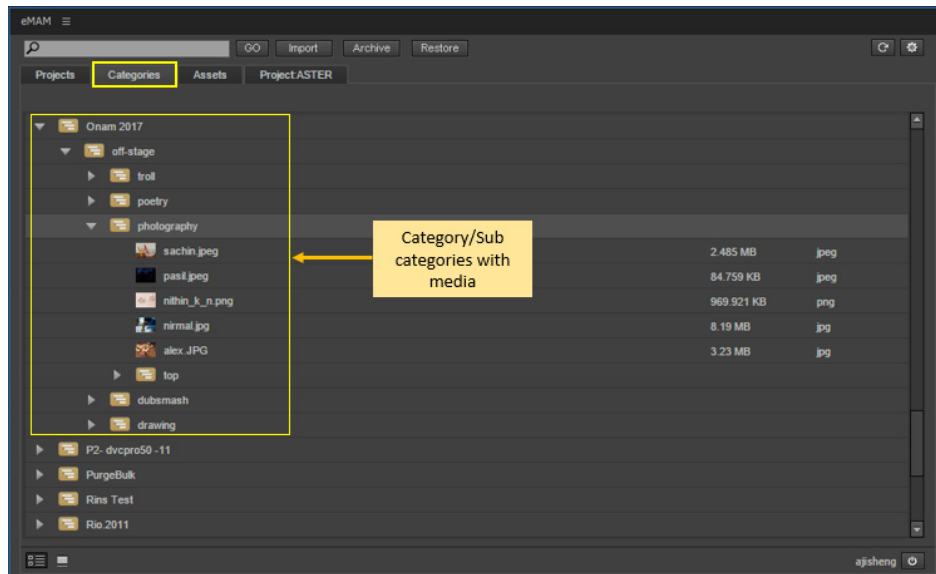 eMAM
GO Import Archive Restore
Projects Categories Assets Project:ASTER
Onam 2017
off-stage
troll
poetry
photography
sachin.jpeg 2.485 MB jpeg
pasil.jpeg 84.759 KB jpeg
nithin_k_n.png 969.921 KB png
nirmal.jpg 8.19 MB jpg
alex.JPG 3.23 MB jpg
top
dubsmash
drawing
P2- dvcpro50 -11
PurgeBulk
Rins Test
Rio.2011
Category/Sub
categories with
media
ajisheng